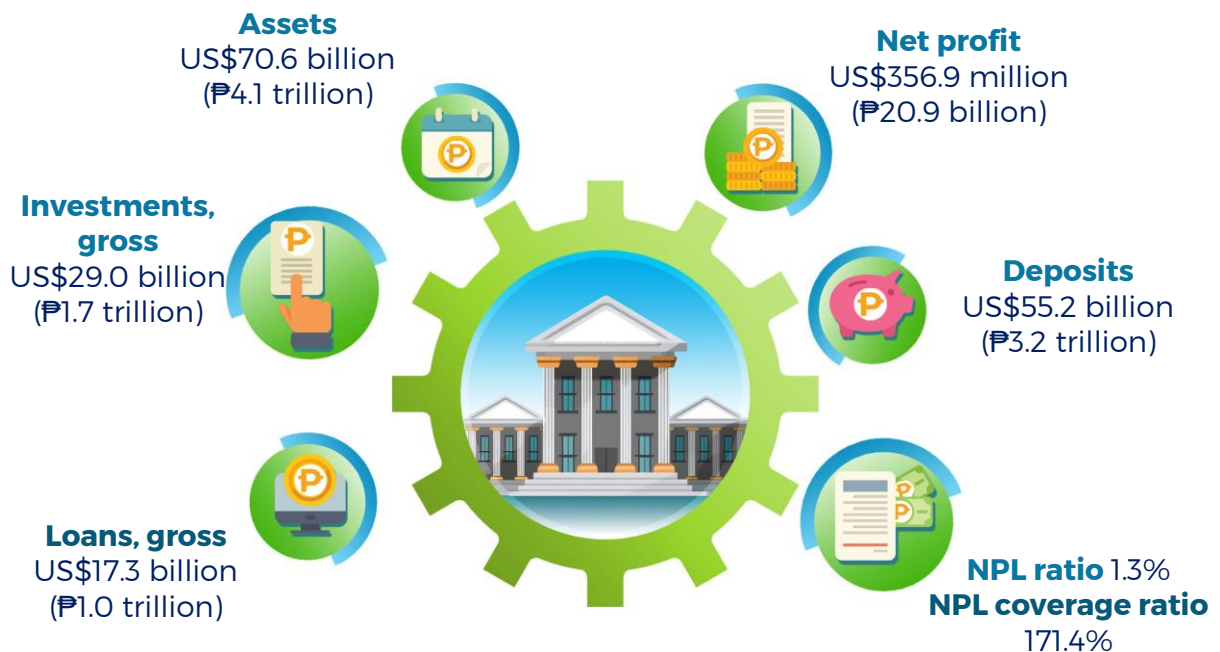 Assets
US$70.6 billion
(₱4.1 trillion)
Net profit
US$356.9 million
(₱20.9 billion)
Investments,
gross
US$29.0 billion
(₱1.7 trillion)
Deposits
US$55.2 billion
(₱3.2 trillion)
Loans, gross
US$17.3 billion
(₱1.0 trillion)
NPL ratio 1.3%
NPL coverage ratio
171.4%